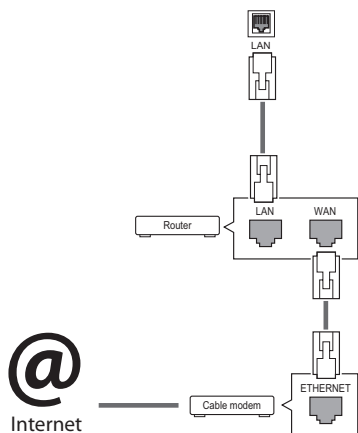 LAN
LAN WAN
Router
ETHERNET
Cable modem
@
Internet